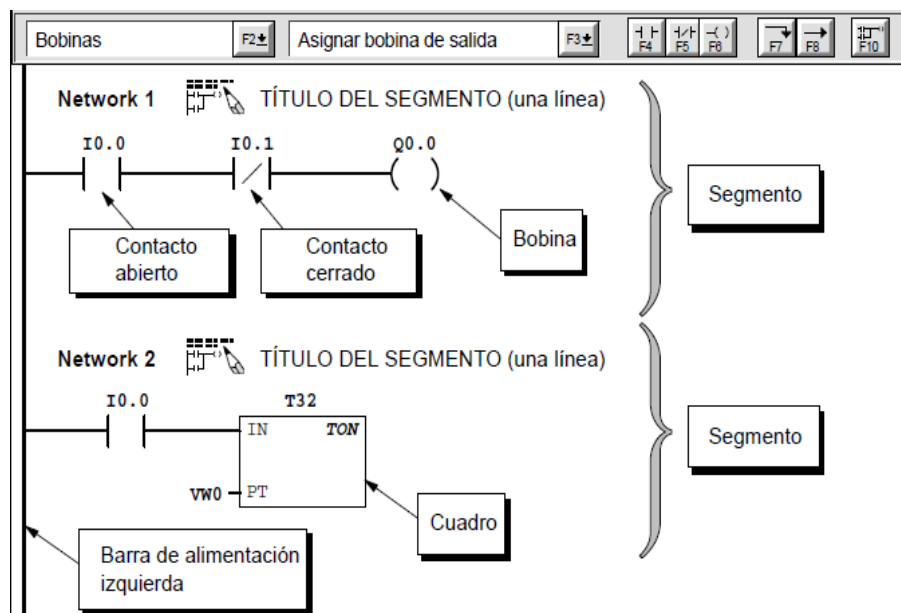 Bobinas F2 Asignar bobina de salida F3 F4 F5 F6 F7 F8 F10
Network 1 TÍTULO DEL SEGMENTO (una línea)
I0.0 I0.1 Q0.0
Segmento
Bobina
Contacto
abierto
Contacto
cerrado
Network 2 TÍTULO DEL SEGMENTO (una línea)
I0.0 T32
IN TON
Segmento
VW0 PT
Cuadro
Barra de alimentación
izquierda